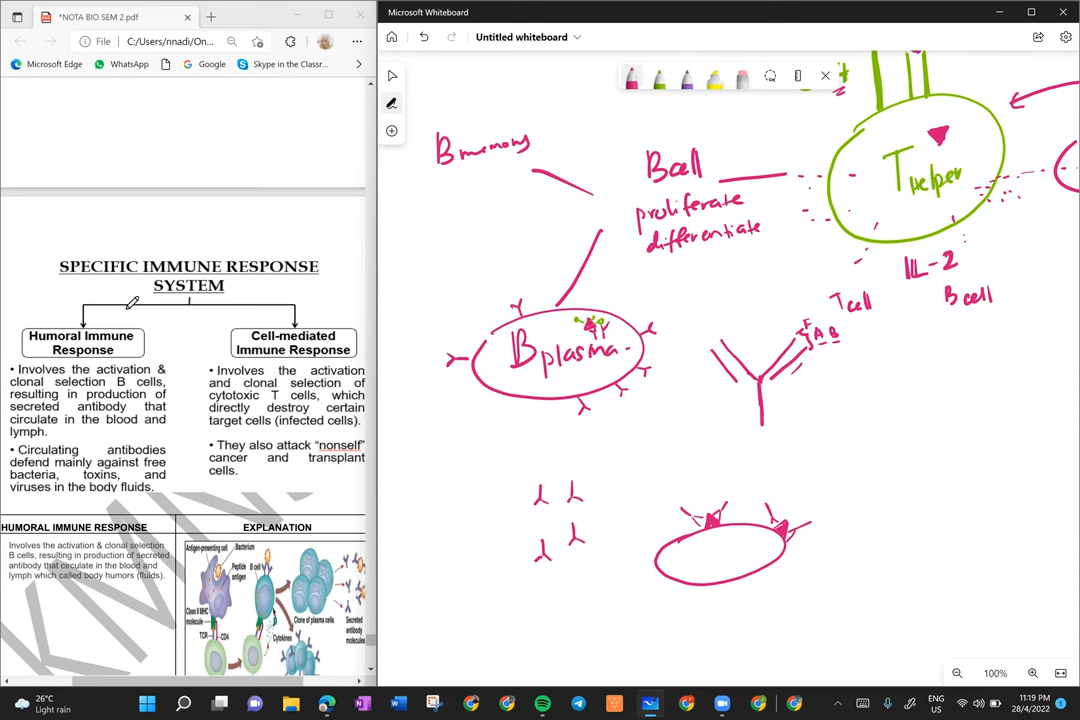 *NOTA BIO SEM 2.pdf
File
C:/Users/nnadi/On...
Microsoft Edge
WhatsApp
Google
Skype in the Classr...
SPECIFIC IMMUNE RESPONSE
SYSTEM
Humoral Immune
Response
• Involves the activation &
clonal selection B cells,
resulting in production of
secreted antibody that
circulate in the blood and
lymph.
• Circulating antibodies
defend mainly against free
bacteria, toxins, and
viruses in the body fluids.
Cell-mediated
Immune Response
• Involves the activation
and clonal selection of
cytotoxic T cells, which
directly destroy certain
target cells (infected cells).
• They also attack “nonself”
cancer and transplant
cells.
HUMORAL IMMUNE RESPONSE
EXPLANATION
Involves the activation & clonal selection
B cells, resulting in production of secreted
antibody that circulate in the blood and
lymph which called body humors (fluids).
Antigen-presenting cell
Bacterium
Peptide
antigen
B cell
Class II MHC
molecule
TCR
CD4
Clone of plasma cells
Secreted
antibody
molecules
Cytokines
KMN
Microsoft Whiteboard
Untitled whiteboard
B memory
B cell
proliferate
differentiate
T helper
IL-2
T cell
B cell
B plasma
F
A B
100%
26°C
Light rain
ENG
US
11:19 PM
28/4/2022